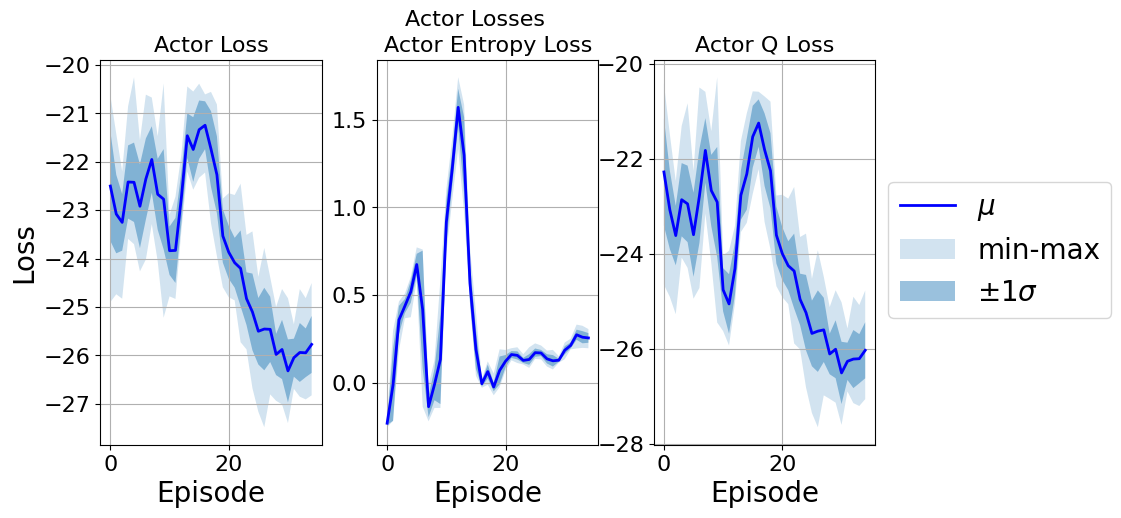 Actor Losses
Actor Loss
Actor Entropy Loss
Actor Q Loss
Loss
−20
−21
−22
−23
−24
−25
−26
−27
0
20
Episode
1.5
1.0
0.5
0.0
0
20
Episode
−20
−22
−24
−26
−28
0
20
Episode
μ
min-max
±1σ